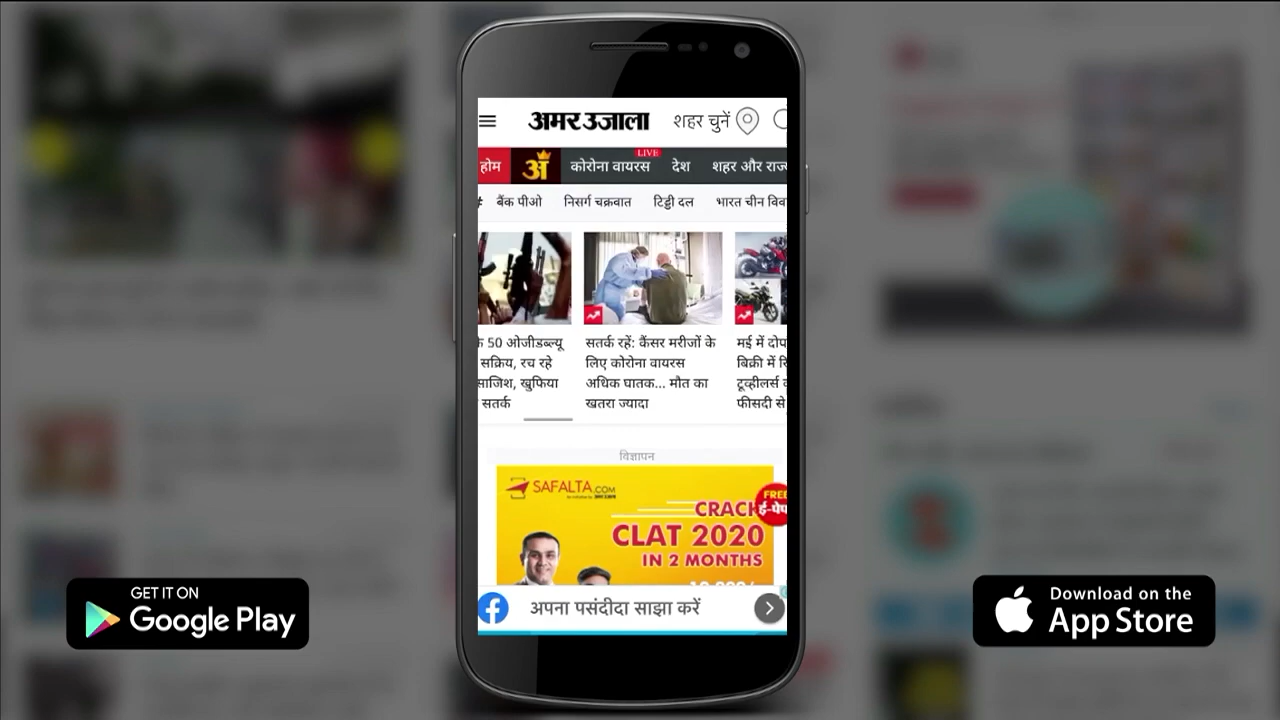 अमर उजाला
शहर चुनें
होम
अं
कोरोना वायरस
LIVE
देश
शहर और राज्
#
बैंक पीओ
निसर्ग चक्रवात
टिड्डी दल
भारत चीन विवा
के 50 ओजीडब्ल्यू
सक्रिय, रच रहे
साजिश, खुफिया
सतर्क
सतर्क रहें: कैंसर मरीजों के
लिए कोरोना वायरस
अधिक घातक... मौत का
खतरा ज्यादा
मई में दोप
बिक्री में
टूव्हीलर्स
फीसदी से
विज्ञापन
SAFALTA.COM
CRACK
CLAT 2020
IN 2 MONTHS
FREE
ई-पेप
अपना पसंदीदा साझा करें
GET IT ON
Google Play
Download on the
App Store